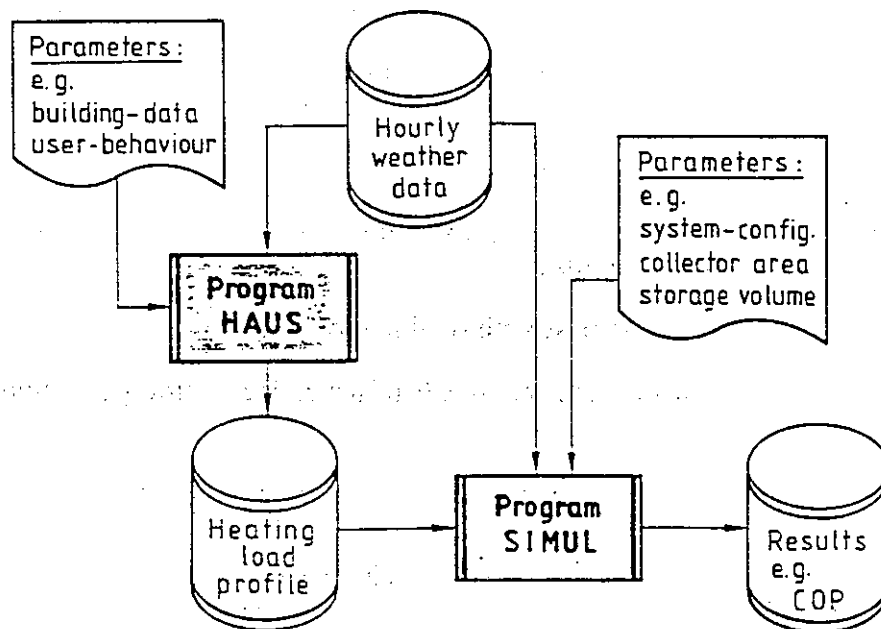 Parameters:
e.g.
building-data
user-behaviour
Hourly
weather
data
Parameters:
e.g.
system-config.
collector area
storage volume
Program
HAUS
Heating
load
profile
Program
SIMUL
Results
e.g.
COP